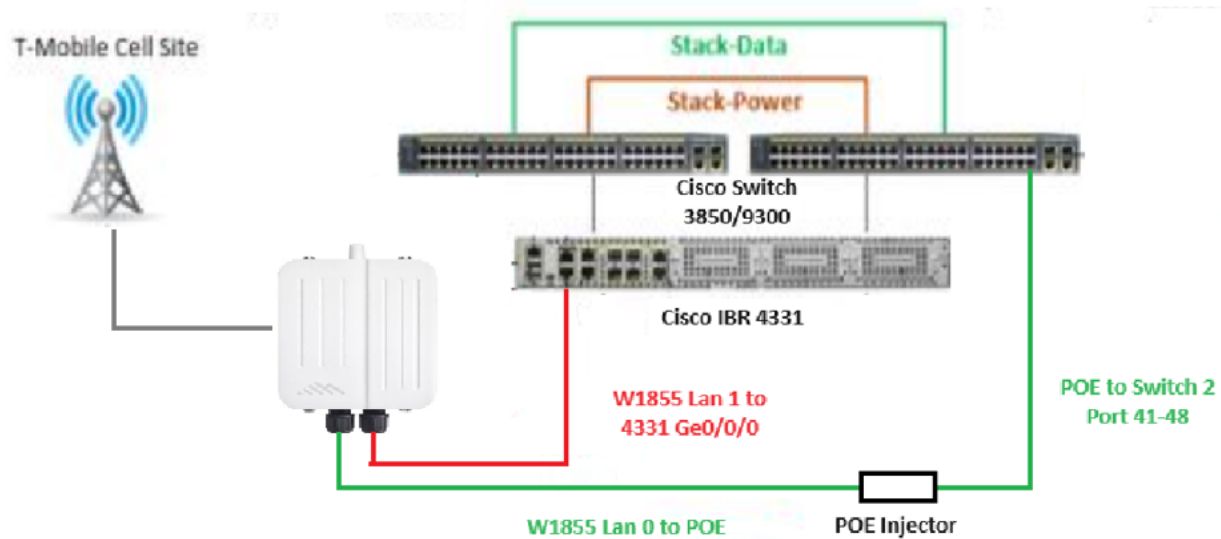 T-Mobile Cell Site
Stack-Data
Stack-Power
Cisco Switch
3850/9300
Cisco IBR 4331
W1855 Lan 1 to
4331 Ge0/0/0
POE to Switch 2
Port 41-48
W1855 Lan 0 to POE
POE Injector